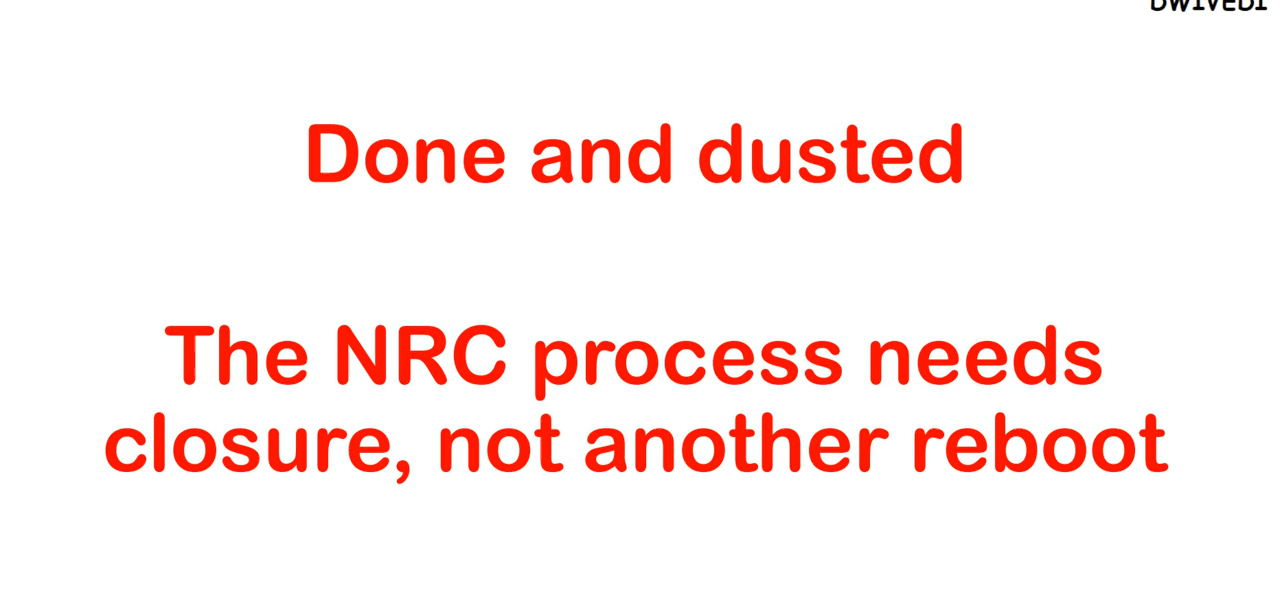 Done and dusted
The NRC process needs
closure, not another reboot